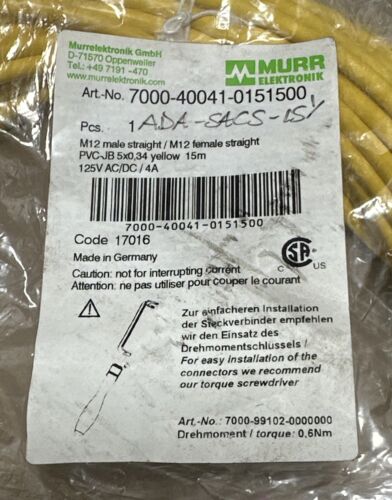 Murrelektronik GmbH
D-71570 Oppenweiler
Tel.: +49 7191 -470
www.murrelektronik.com
MURR
ELEKTRONIK
Art-No. 7000-40041-0151500
Pcs. 1 ADA-SACS-15'
M12 male straight / M12 female straight
PVC-JB 5x0,34 yellow 15m
125V AC/DC / 4A
7000-40041-0151500
Code 17016
Made in Germany
Caution: not for interrupting current
Attention: ne pas utiliser pour couper le courant
C US
Zur einfacheren Installation
der Steckverbinder empfehlen
wir den Einsatz des
Drehmomentschlüssels /
For easy installation of the
connectors we recommend
our torque screwdriver
Art.-No.: 7000-99102-0000000
Drehmoment / torque: 0,6Nm